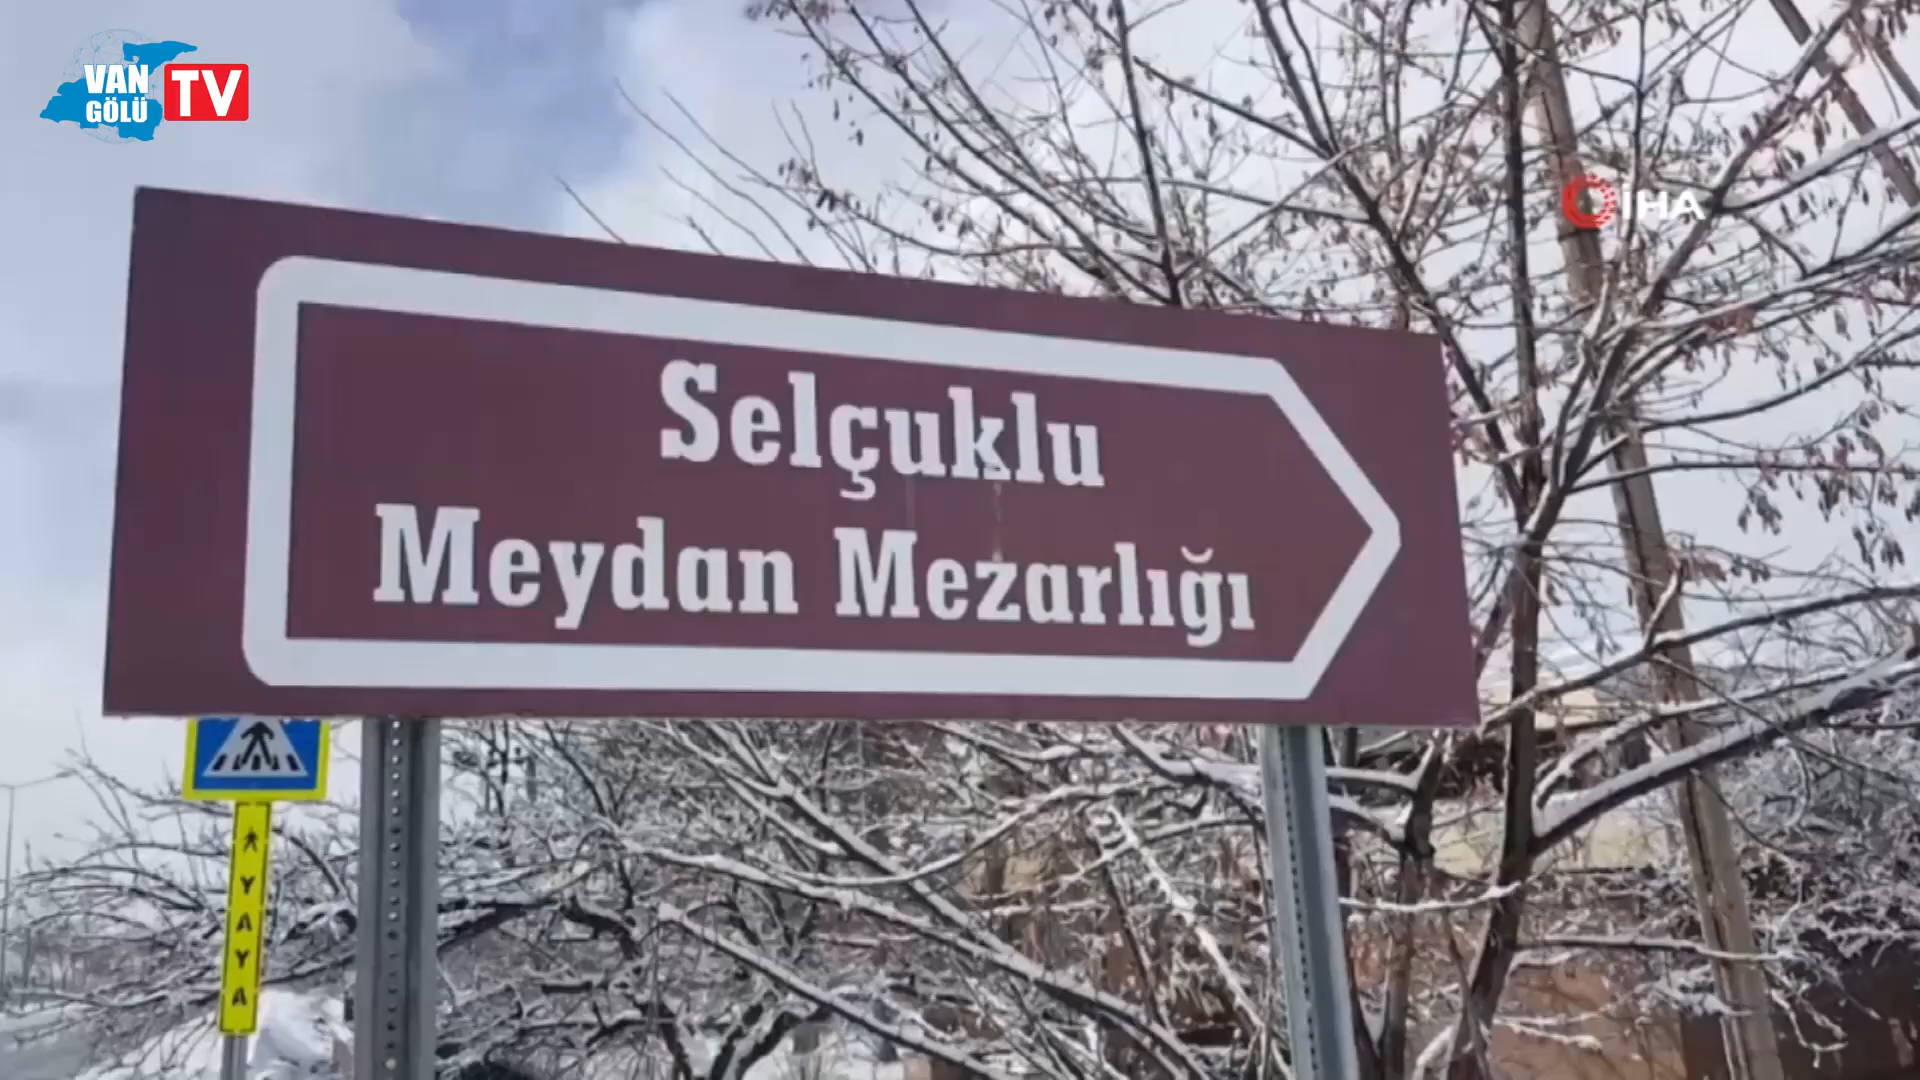 VAN
GÖLÜ
TV
İHA
Selçuklu
Meydan Mezarlığı
YAYA